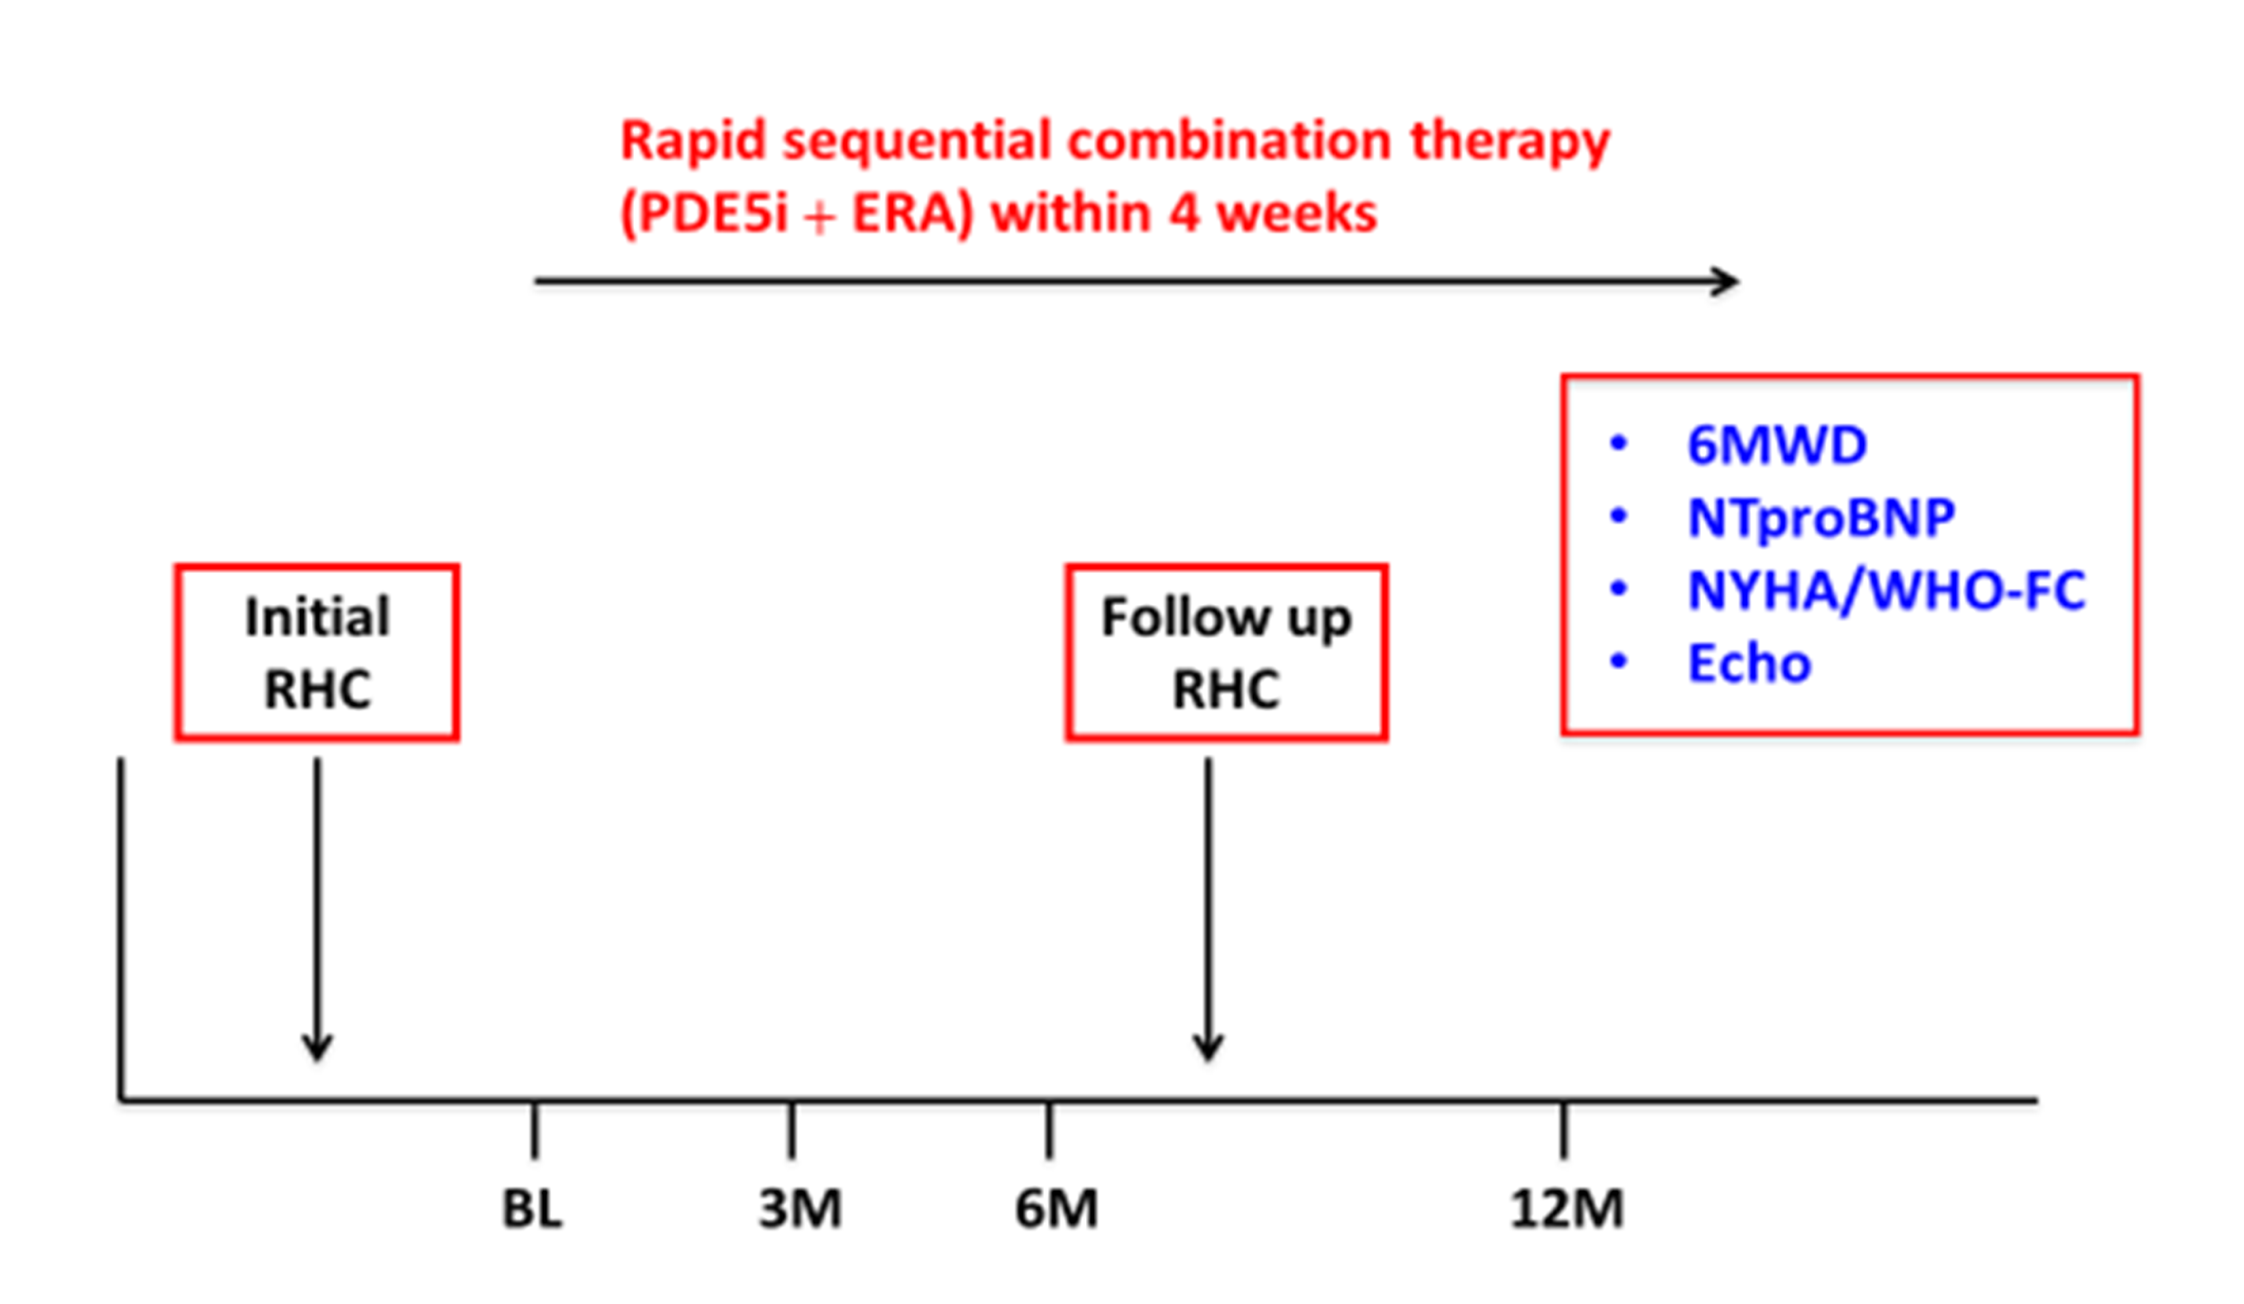 Rapid sequential combination therapy
(PDE5i + ERA) within 4 weeks
• 6MWD
• NTproBNP
• NYHA/WHO-FC
• Echo
Initial
RHC
Follow up
RHC
BL
3M
6M
12M